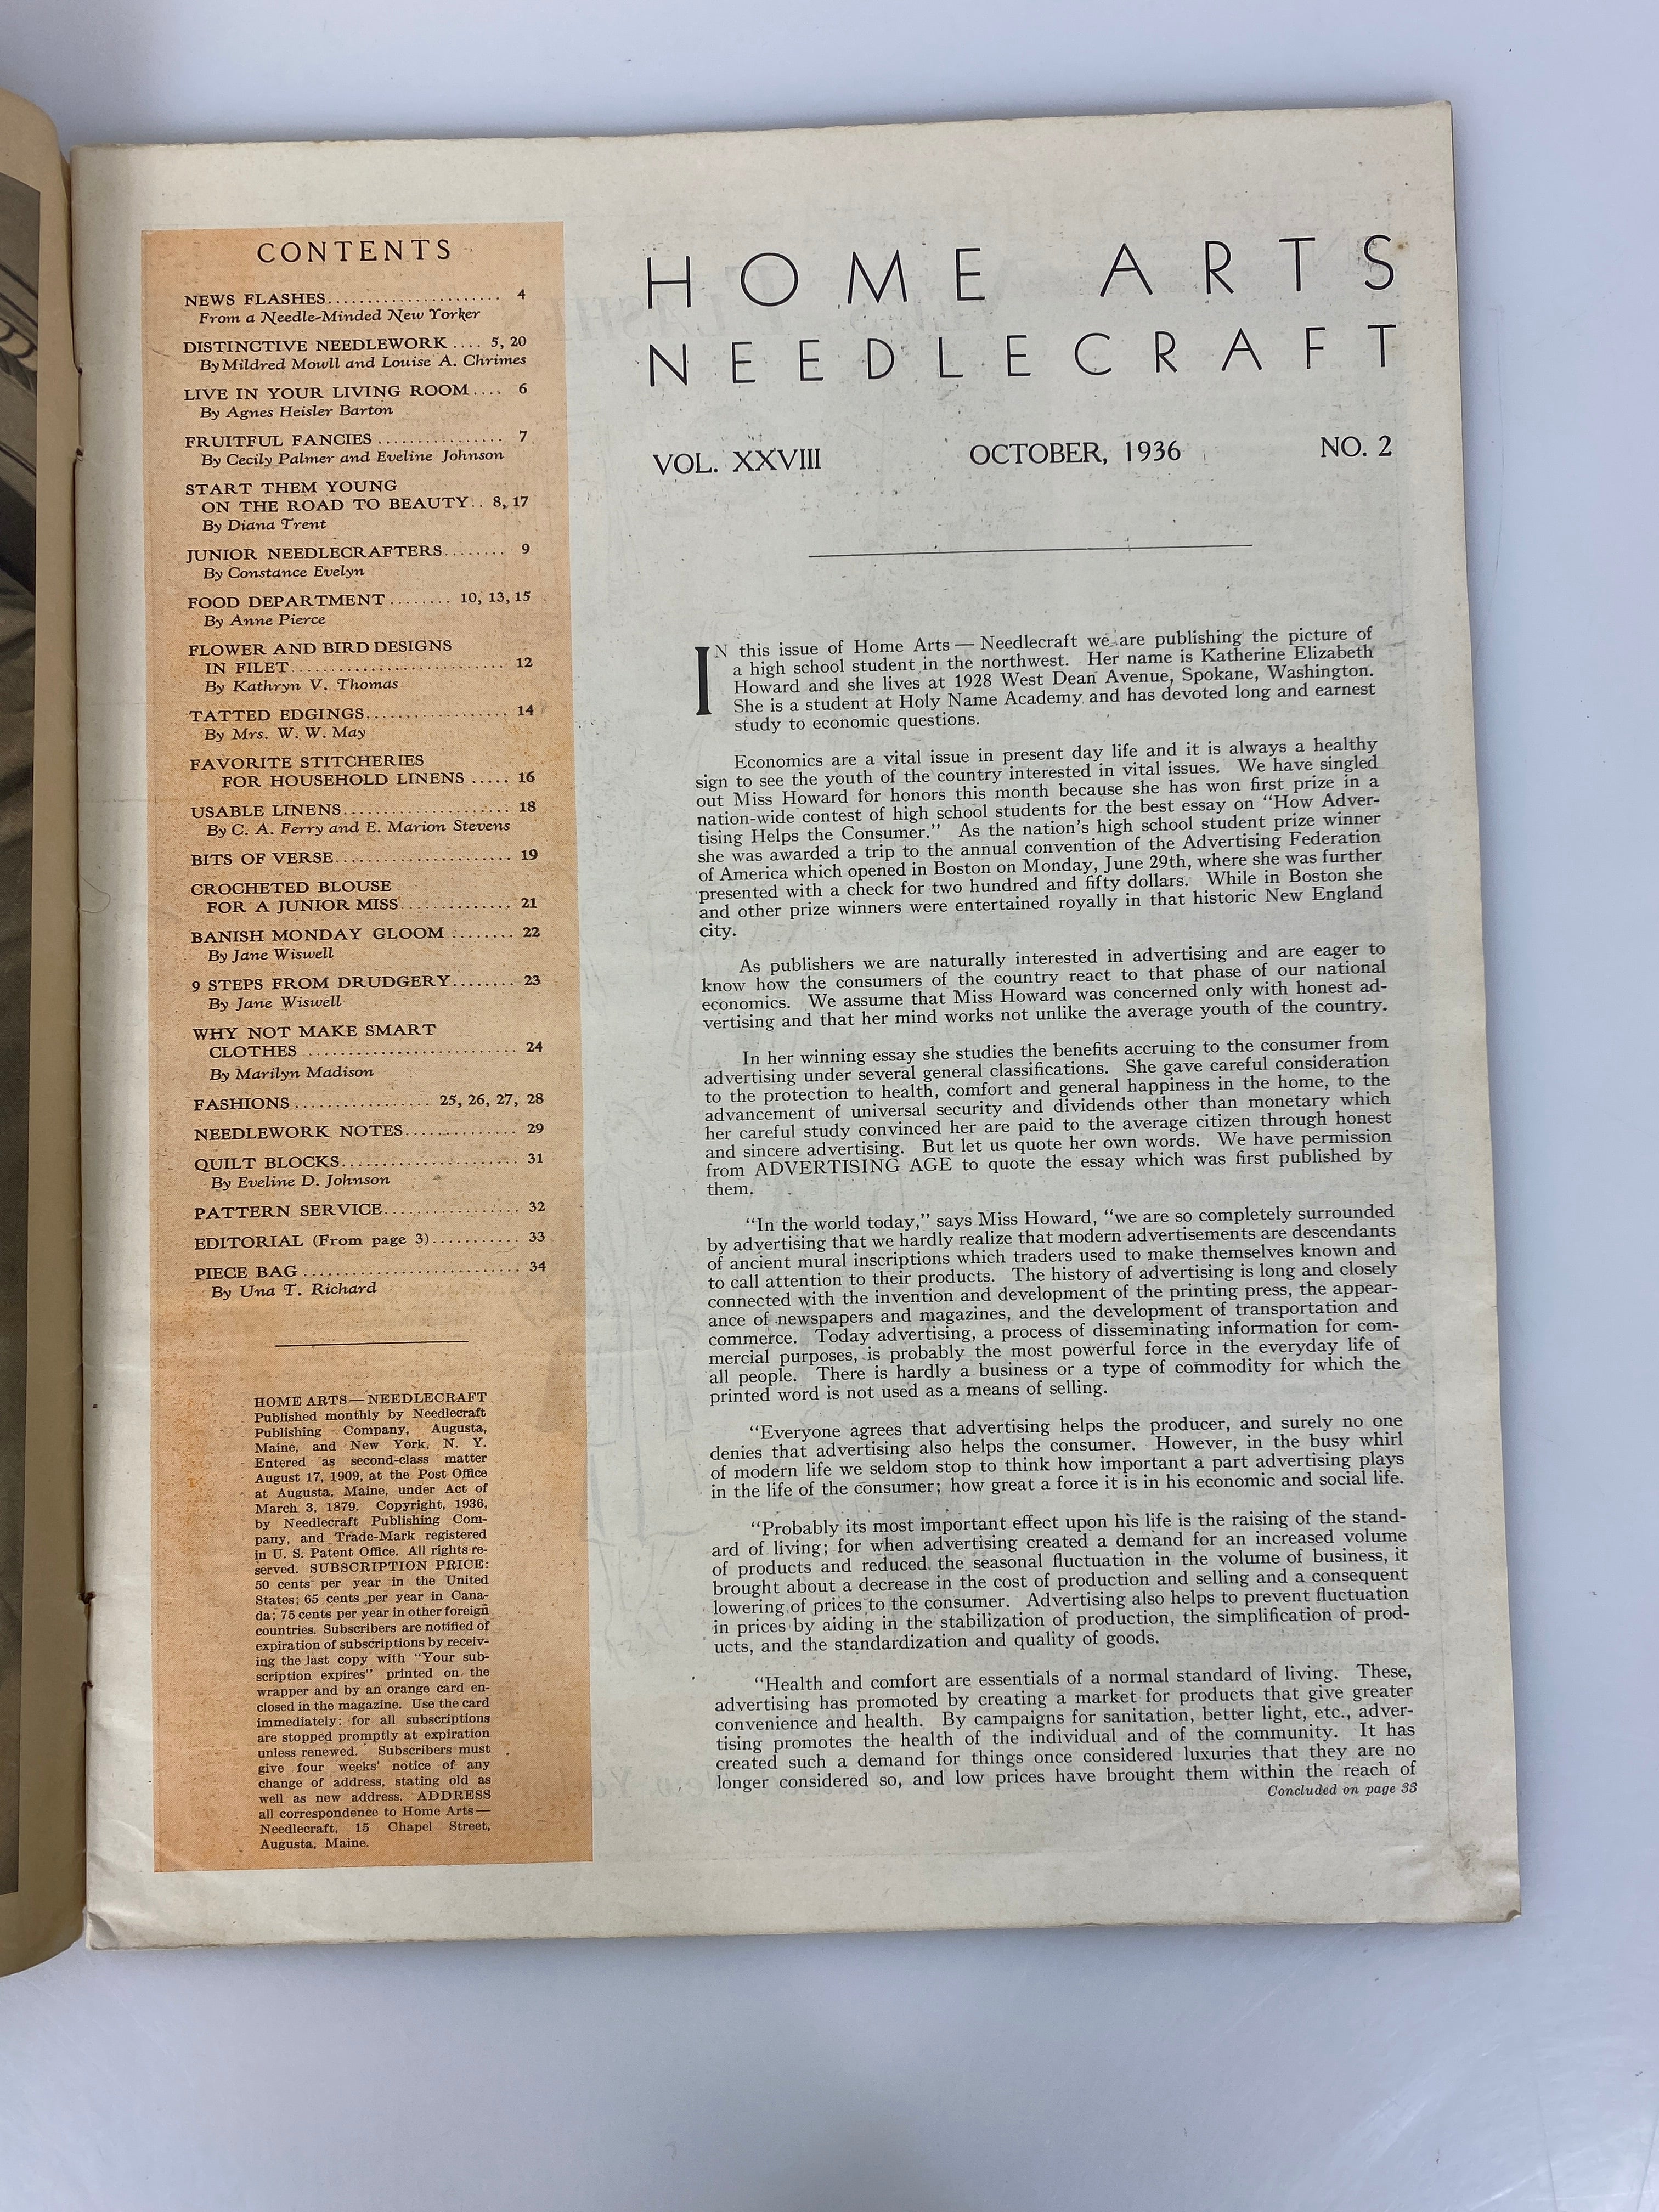 CONTENTS
NEWS FLASHES...................... 4
From a Needle-Minded New Yorker
DISTINCTIVE NEEDLEWORK .... 5, 20
By Mildred Mowll and Louise A. Chrimes
LIVE IN YOUR LIVING ROOM.... 6
By Agnes Heisler Barton
FRUITFUL FANCIES ................ 7
By Cecily Palmer and Eveline Johnson
START THEM YOUNG
ON THE ROAD TO BEAUTY.. 8, 17
By Diana Trent
JUNIOR NEEDLECRAFTERS........ 9
By Constance Evelyn
FOOD DEPARTMENT........ 10, 13, 15
By Anne Pierce
FLOWER AND BIRD DESIGNS
IN FILET............................ 12
By Kathryn V. Thomas
TATTED EDGINGS.................. 14
By Mrs. W. W. May
FAVORITE STITCHERIES
FOR HOUSEHOLD LINENS ..... 16
USABLE LINENS...................... 18
By C. A. Ferry and E. Marion Stevens
BITS OF VERSE....................... 19
CROCHETED BLOUSE
FOR A JUNIOR MISS.............. 21
BANISH MONDAY GLOOM ........ 22
By Jane Wiswell
9 STEPS FROM DRUDGERY........ 23
By Jane Wiswell
WHY NOT MAKE SMART
CLOTHES ........................... 24
By Marilyn Madison
FASHIONS.................. 25, 26, 27, 28
NEEDLEWORK NOTES.............. 29
QUILT BLOCKS....................... 31
By Eveline D. Johnson
PATTERN SERVICE.................. 32
EDITORIAL (From page 3)........... 33
PIECE BAG............................ 34
By Una T. Richard
HOME ARTS—NEEDLECRAFT
Published monthly by Needlecraft
Publishing Company, Augusta,
Maine, and New York, N. Y.
Entered as second-class matter
August 17, 1909, at the Post Office
at Augusta, Maine, under Act of
March 3, 1879. Copyright, 1936,
by Needlecraft Publishing Com-
pany, and Trade-Mark registered
in U. S. Patent Office. All rights re-
served. SUBSCRIPTION PRICE:
50 cents per year in the United
States; 65 cents per year in Cana-
da; 75 cents per year in other foreign
countries. Subscribers are notified of
expiration of subscriptions by receiv-
ing the last copy with "Your sub-
scription expires" printed on the
wrapper and by an orange card en-
closed in the magazine. Use the card
immediately: for all subscriptions
are stopped promptly at expiration
unless renewed. Subscribers must
give four weeks' notice of any
change of address, stating old as
well as new address. ADDRESS
all correspondence to Home Arts—
Needlecraft, 15 Chapel Street,
Augusta, Maine.
HOME ARTS
NEEDLECRAFT
VOL. XXVIII OCTOBER, 1936 NO. 2
IN this issue of Home Arts — Needlecraft we are publishing the picture of
a high school student in the northwest. Her name is Katherine Elizabeth
Howard and she lives at 1928 West Dean Avenue, Spokane, Washington.
She is a student at Holy Name Academy and has devoted long and earnest
study to economic questions.
Economics are a vital issue in present day life and it is always a healthy
sign to see the youth of the country interested in vital issues. We have singled
out Miss Howard for honors this month because she has won first prize in a
nation-wide contest of high school students for the best essay on "How Adver-
tising Helps the Consumer." As the nation's high school student prize winner
she was awarded a trip to the annual convention of the Advertising Federation
of America which opened in Boston on Monday, June 29th, where she was further
presented with a check for two hundred and fifty dollars. While in Boston she
and other prize winners were entertained royally in that historic New England
city.
As publishers we are naturally interested in advertising and are eager to
know how the consumers of the country react to that phase of our national
economics. We assume that Miss Howard was concerned only with honest ad-
vertising and that her mind works not unlike the average youth of the country.
In her winning essay she studies the benefits accruing to the consumer from
advertising under several general classifications. She gave careful consideration
to the protection to health, comfort and general happiness in the home, to the
advancement of universal security and dividends other than monetary which
her careful study convinced her are paid to the average citizen through honest
and sincere advertising. But let us quote her own words. We have permission
from ADVERTISING AGE to quote the essay which was first published by
them.
"In the world today," says Miss Howard, "we are so completely surrounded
by advertising that we hardly realize that modern advertisements are descendants
of ancient mural inscriptions which traders used to make themselves known and
to call attention to their products. The history of advertising is long and closely
connected with the invention and development of the printing press, the appear-
ance of newspapers and magazines, and the development of transportation and
commerce. Today advertising, a process of disseminating information for com-
mercial purposes, is probably the most powerful force in the everyday life of
all people. There is hardly a business or a type of commodity for which the
printed word is not used as a means of selling.
"Everyone agrees that advertising helps the producer, and surely no one
denies that advertising also helps the consumer. However, in the busy whirl
of modern life we seldom stop to think how important a part advertising plays
in the life of the consumer; how great a force it is in his economic and social life.
"Probably its most important effect upon his life is the raising of the stand-
ard of living; for when advertising created a demand for an increased volume
of products and reduced the seasonal fluctuation in the volume of business, it
brought about a decrease in the cost of production and selling and a consequent
lowering of prices to the consumer. Advertising also helps to prevent fluctuation
in prices by aiding in the stabilization of production, the simplification of prod-
ucts, and the standardization and quality of goods.
"Health and comfort are essentials of a normal standard of living. These,
advertising has promoted by creating a market for products that give greater
convenience and health. By campaigns for sanitation, better light, etc., adver-
tising promotes the health of the individual and of the community. It has
created such a demand for things once considered luxuries that they are no
longer considered so, and low prices have brought them within the reach of
Concluded on page 33